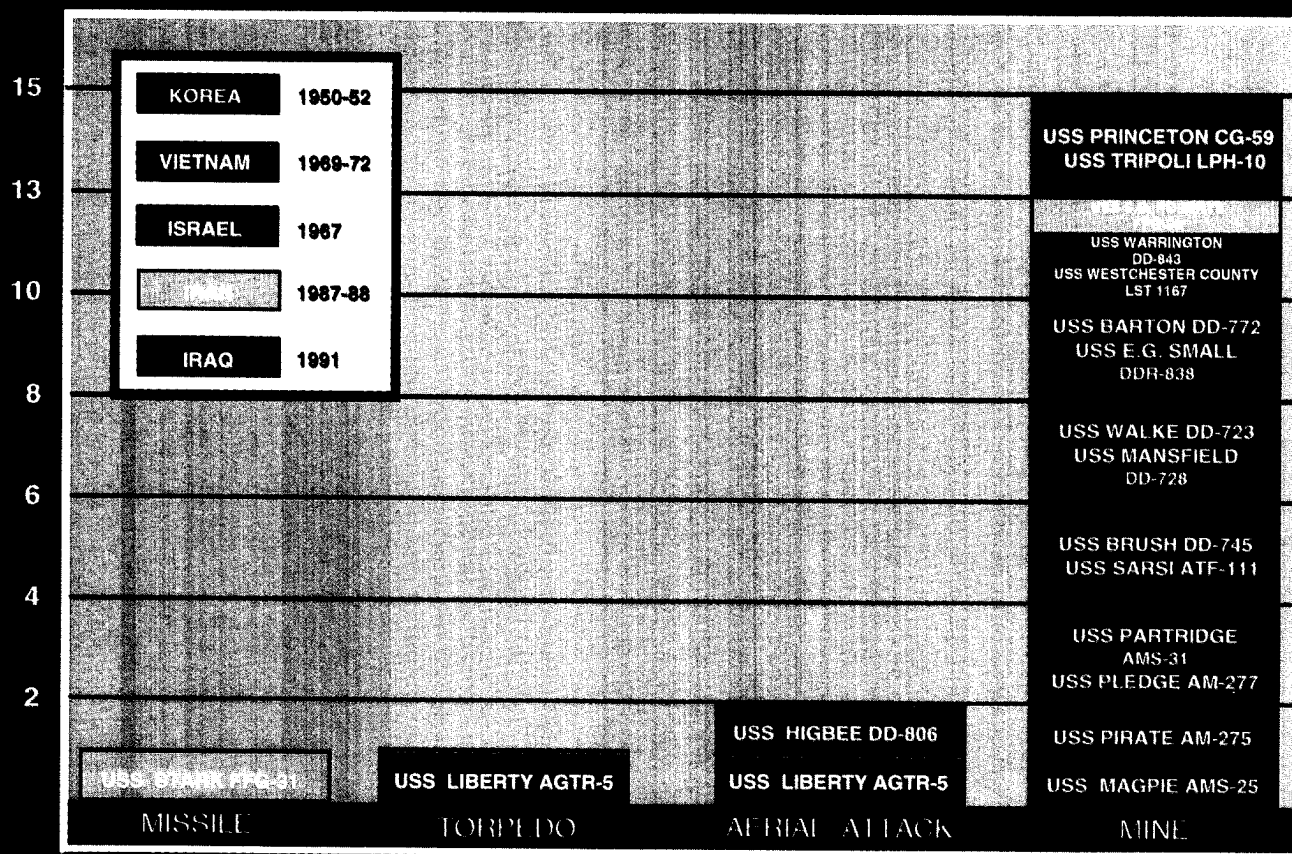 15
13
10
8
6
4
2
KOREA 1950-52
VIETNAM 1969-72
ISRAEL 1967
1987-88
IRAQ 1991
USS STARK FFG-31
USS LIBERTY AGTR-5
USS HIGBEE DD-806
USS LIBERTY AGTR-5
USS PRINCETON CG-59
USS TRIPOLI LPH-10
USS WARRINGTON
DD-843
USS WESTCHESTER COUNTY
LST 1167
USS BARTON DD-772
USS E.G. SMALL
DDR-838
USS WALKE DD-723
USS MANSFIELD
DD-728
USS BRUSH DD-745
USS SARSI ATF-111
USS PARTRIDGE
AMS-31
USS PLEDGE AM-277
USS PIRATE AM-275
USS MAGPIE AMS-25
MISSILE
TORPEDO
AERIAL ATTACK
MINE